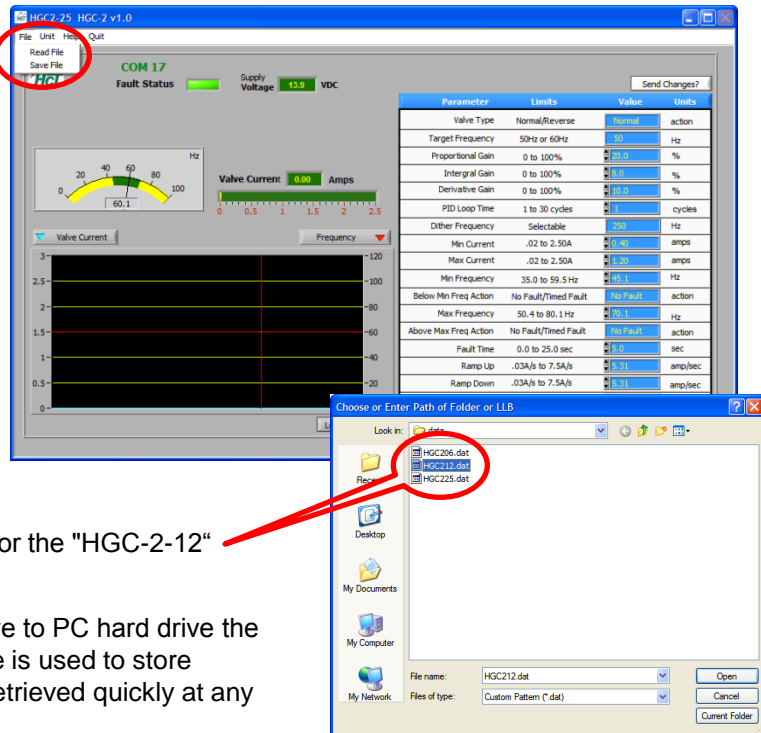 HGC2-25 HGC-2 v1.0
File Unit Help Quit
Read File
Save File
HCT
COM 17
Fault Status
Supply Voltage 13.9 VDC
Send Changes?
Parameter Limits Value Units
Valve Type Normal/Reverse Normal action
Target Frequency 50Hz or 60Hz 50 Hz
Proportional Gain 0 to 100% 20.0 %
Intergral Gain 0 to 100% 8.0 %
Derivative Gain 0 to 100% 10.0 %
PID Loop Time 1 to 30 cydes 1 cycles
Dither Frequency Selectable 250 Hz
Min Current .02 to 2.50A 0.40 amps
Max Current .02 to 2.50A 1.20 amps
Min Frequency 35.0 to 59.5 Hz 45.1 Hz
Below Min Freq Action No Fault/Timed Fault No Fault action
Max Frequency 50.4 to 80.1 Hz 70.1 Hz
Above Max Freq Action No Fault/Timed Fault No Fault action
Fault Time 0.0 to 25.0 sec 5.0 sec
Ramp Up .03A/s to 7.5A/s 5.31 amp/sec
Ramp Down .03A/s to 7.5A/s 5.31 amp/sec
Hz
0 20 40 60 80 100
60.1
Valve Current 0.00 Amps
0 0.5 1 1.5 2 2.5
Valve Current
Frequency
3 120
2.5 100
2 80
1.5 60
1 40
0.5 20
0
Choose or Enter Path of Folder or LLB
Look in: data
HGC206.dat
HGC212.dat
HGC225.dat
Recent
Desktop
My Documents
My Computer
My Network
File name: HGC212.dat Open
Files of type: Custom Pattern (*.dat) Cancel
Current Folder
or the "HGC-2-12“
e to PC hard drive the
e is used to store
etrieved quickly at any